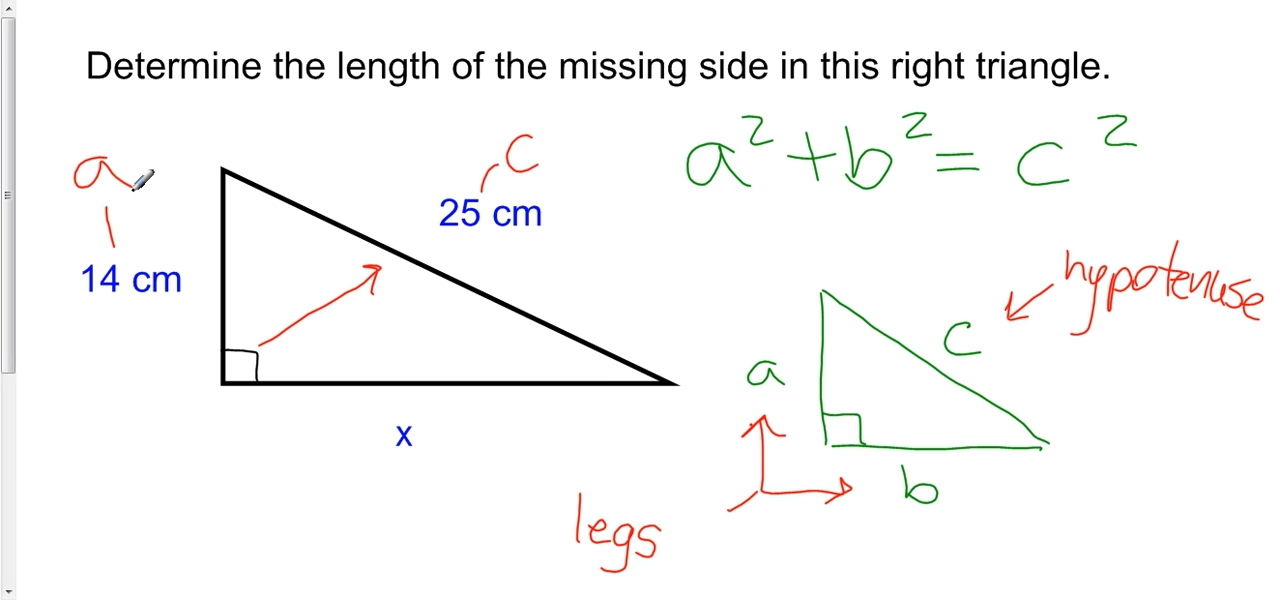 Determine the length of the missing side in this right triangle.
a² + b² = c²
a
c
25 cm
14 cm
hypotenuse
c
a
x
b
legs